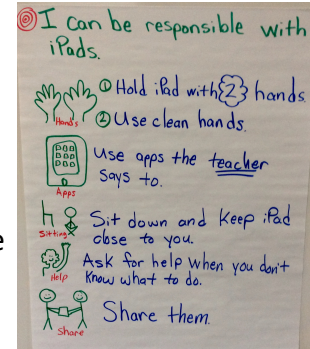 I can be responsible with
iPads.
① Hold iPad with 2 hands.
② Use clean hands.
Hands
Use apps the teacher
says to.
Apps
Sit down and keep iPad
close to you.
Sitting
Ask for help when you don't
know what to do.
Help
Share them.
Share
e